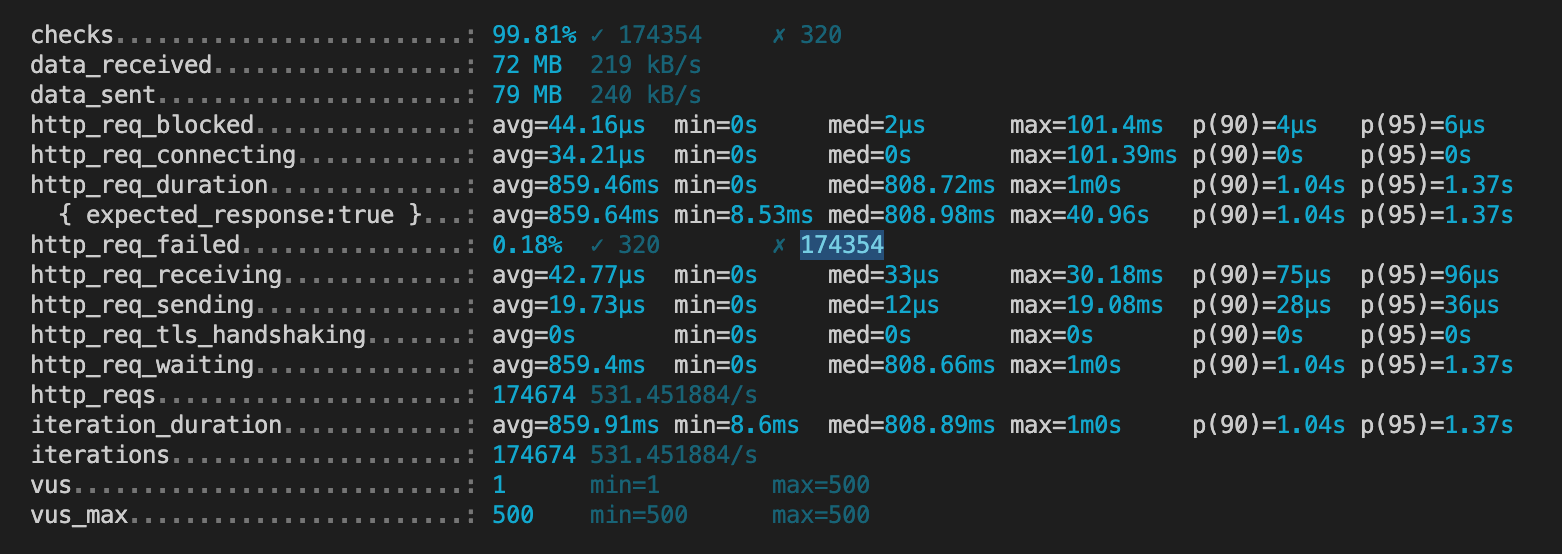 checks.........................: 99.81% ✓ 174354     ✗ 320
data_received..................: 72 MB  219 kB/s
data_sent......................: 79 MB  240 kB/s
http_req_blocked...............: avg=44.16µs  min=0s     med=2µs      max=101.4ms  p(90)=4µs   p(95)=6µs
http_req_connecting............: avg=34.21µs  min=0s     med=0s       max=101.39ms p(90)=0s    p(95)=0s
http_req_duration..............: avg=859.46ms min=0s     med=808.72ms max=1m0s     p(90)=1.04s p(95)=1.37s
  { expected_response:true }...: avg=859.64ms min=8.53ms med=808.98ms max=40.96s   p(90)=1.04s p(95)=1.37s
http_req_failed................: 0.18%  ✓ 320        ✗ 174354
http_req_receiving.............: avg=42.77µs  min=0s     med=33µs     max=30.18ms  p(90)=75µs  p(95)=96µs
http_req_sending...............: avg=19.73µs  min=0s     med=12µs     max=19.08ms  p(90)=28µs  p(95)=36µs
http_req_tls_handshaking.......: avg=0s       min=0s     med=0s       max=0s       p(90)=0s    p(95)=0s
http_req_waiting...............: avg=859.4ms  min=0s     med=808.66ms max=1m0s     p(90)=1.04s p(95)=1.37s
http_reqs......................: 174674 531.451884/s
iteration_duration.............: avg=859.91ms min=8.6ms  med=808.89ms max=1m0s     p(90)=1.04s p(95)=1.37s
iterations.....................: 174674 531.451884/s
vus............................: 1      min=1        max=500
vus_max........................: 500    min=500      max=500